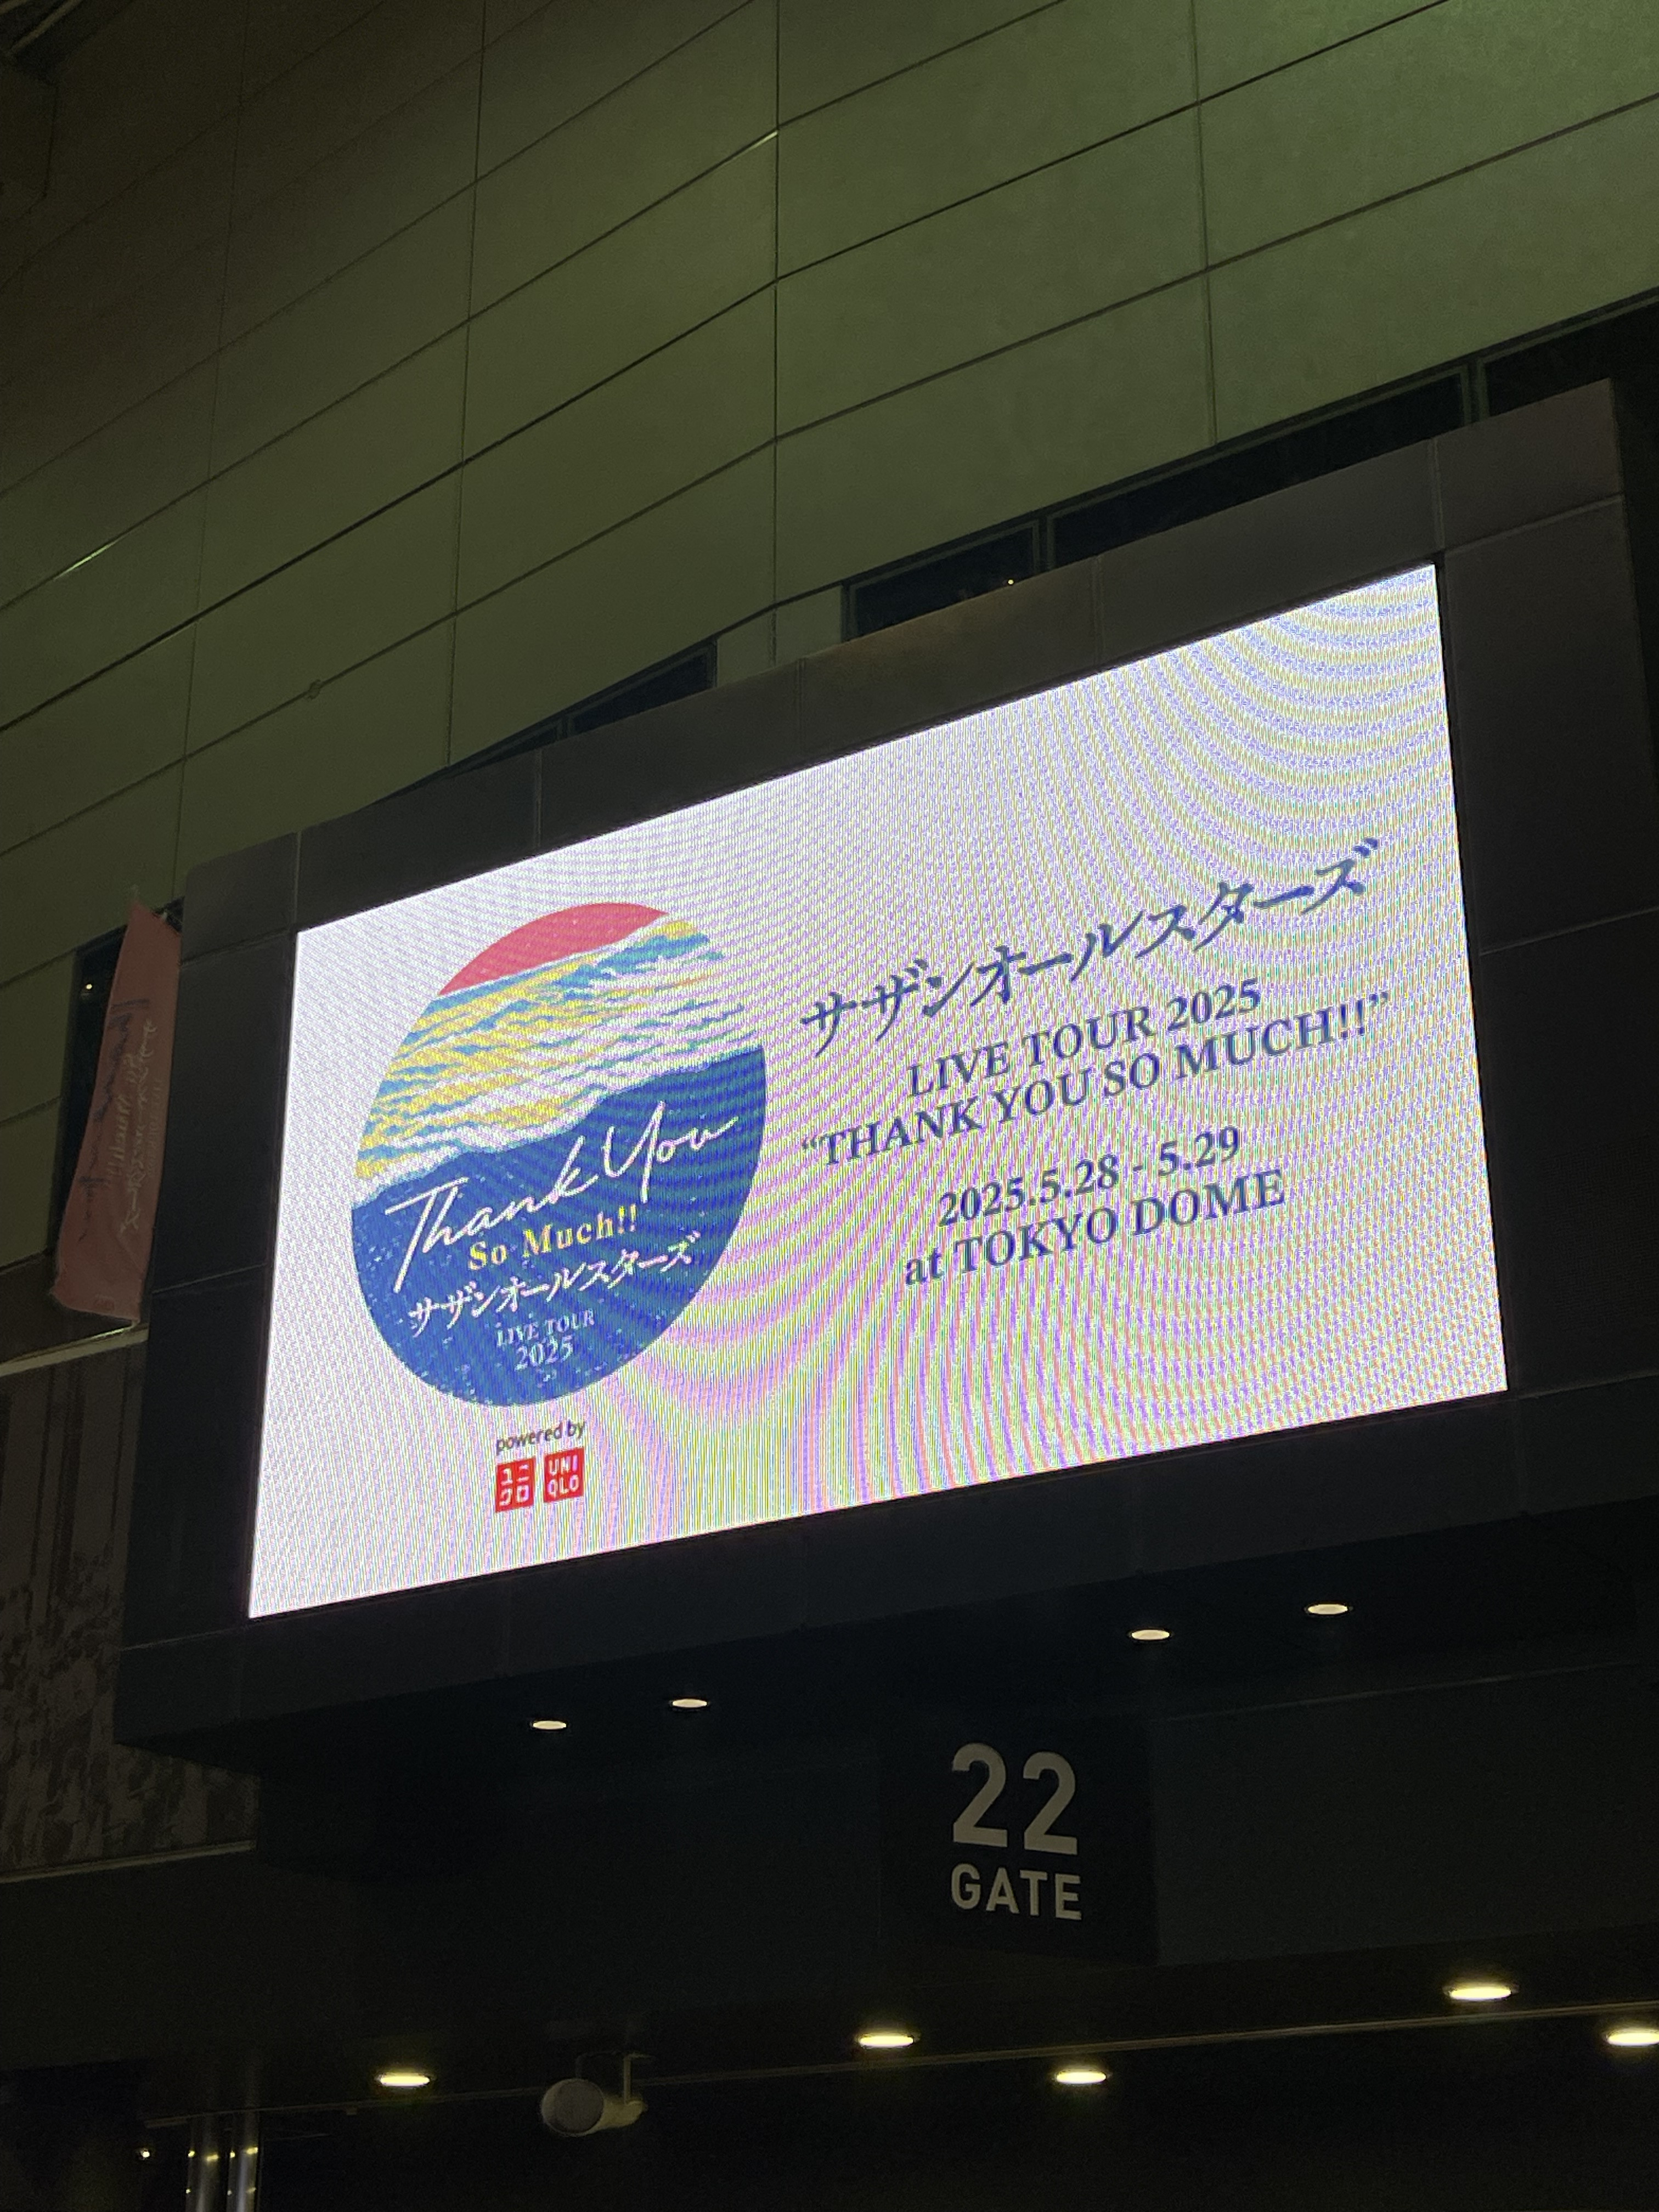 Thank You
So Much!!
サザンオールスターズ
LIVE TOUR
2025
powered by
ユニ
クロ
UNI
QLO
サザンオールスターズ
LIVE TOUR 2025
“THANK YOU SO MUCH!!”
2025.5.28 - 5.29
at TOKYO DOME
22
GATE